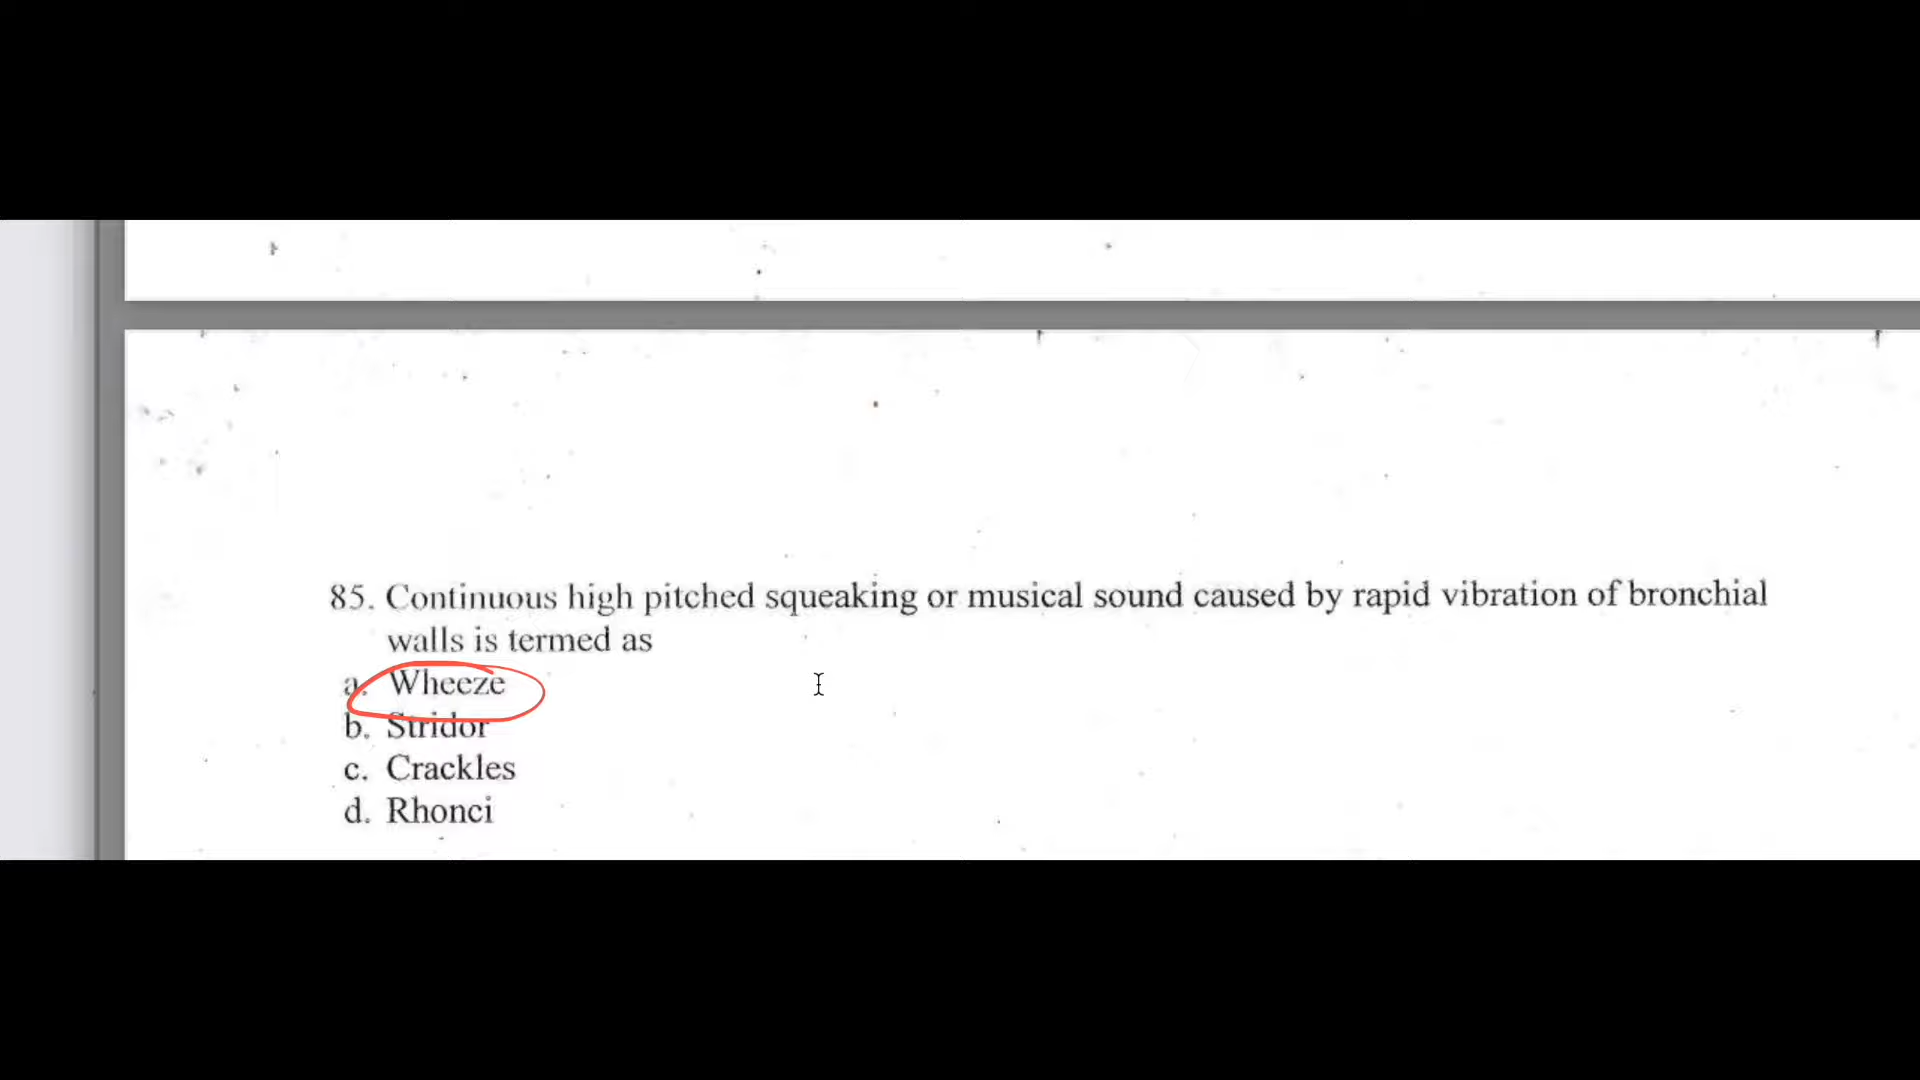 85. Continuous high pitched squeaking or musical sound caused by rapid vibration of bronchial
walls is termed as
a. Wheeze
b. Stridor
c. Crackles
d. Rhonci